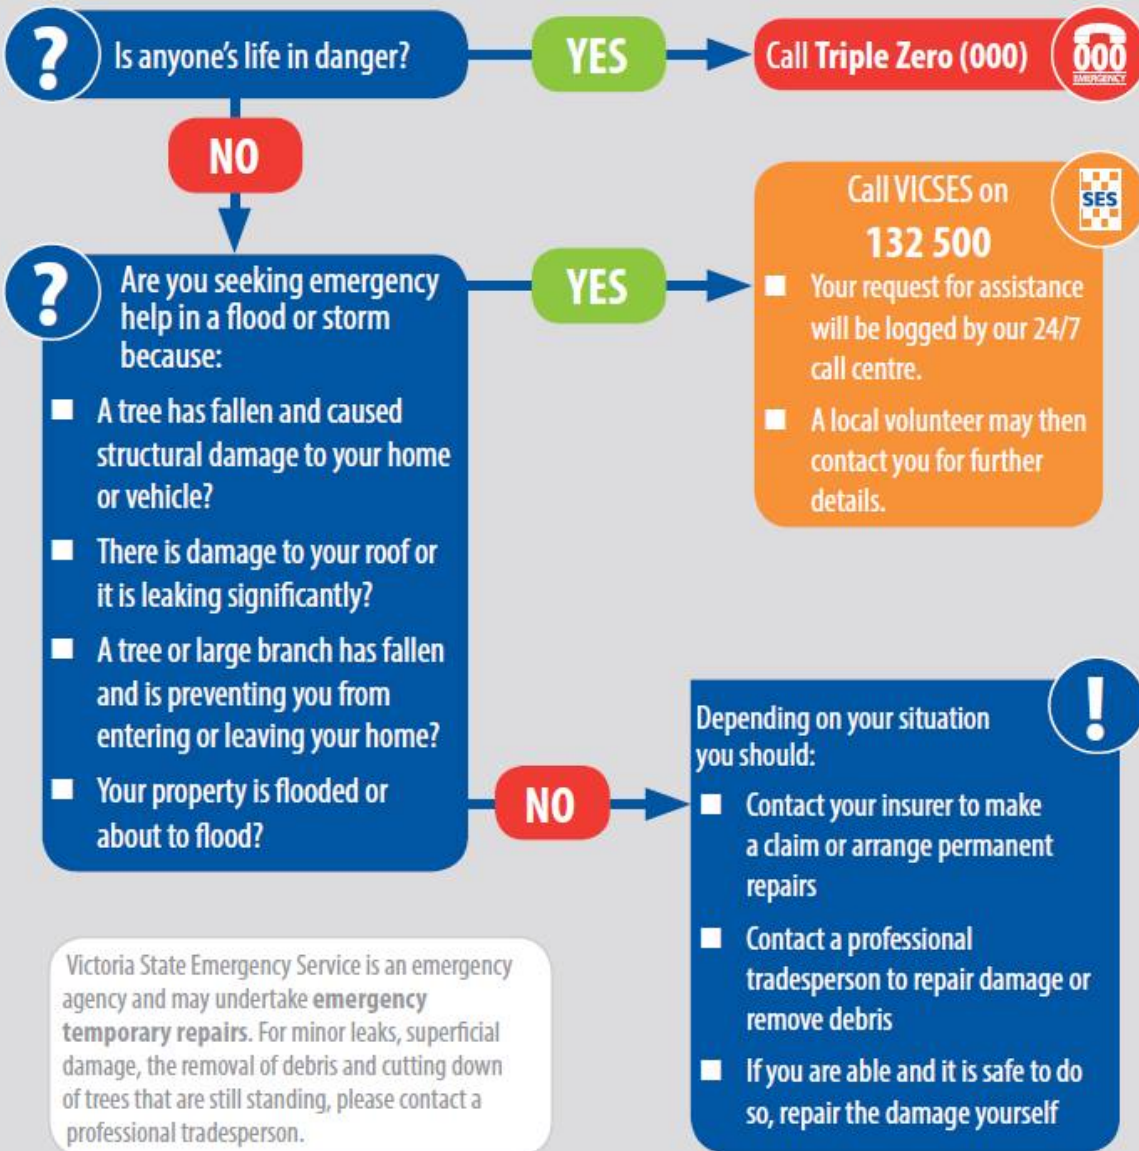 ?
Is anyone's life in danger?
YES
Call Triple Zero (000)
000
EMERGENCY
NO
?
Are you seeking emergency
help in a flood or storm
because:
■ A tree has fallen and caused
structural damage to your home
or vehicle?
■ There is damage to your roof or
it is leaking significantly?
■ A tree or large branch has fallen
and is preventing you from
entering or leaving your home?
■ Your property is flooded or
about to flood?
YES
Call VICSES on
132 500
SES
■ Your request for assistance
will be logged by our 24/7
call centre.
■ A local volunteer may then
contact you for further
details.
NO
!
Depending on your situation
you should:
■ Contact your insurer to make
a claim or arrange permanent
repairs
■ Contact a professional
tradesperson to repair damage or
remove debris
■ If you are able and it is safe to do
so, repair the damage yourself
Victoria State Emergency Service is an emergency
agency and may undertake emergency
temporary repairs. For minor leaks, superficial
damage, the removal of debris and cutting down
of trees that are still standing, please contact a
professional tradesperson.